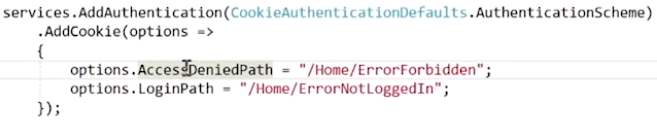 services.AddAuthentication(CookieAuthenticationDefaults.AuthenticationScheme)
.AddCookie(options =>
{
options.AccessDeniedPath = "/Home/ErrorForbidden";
options.LoginPath = "/Home/ErrorNotLoggedIn";
});